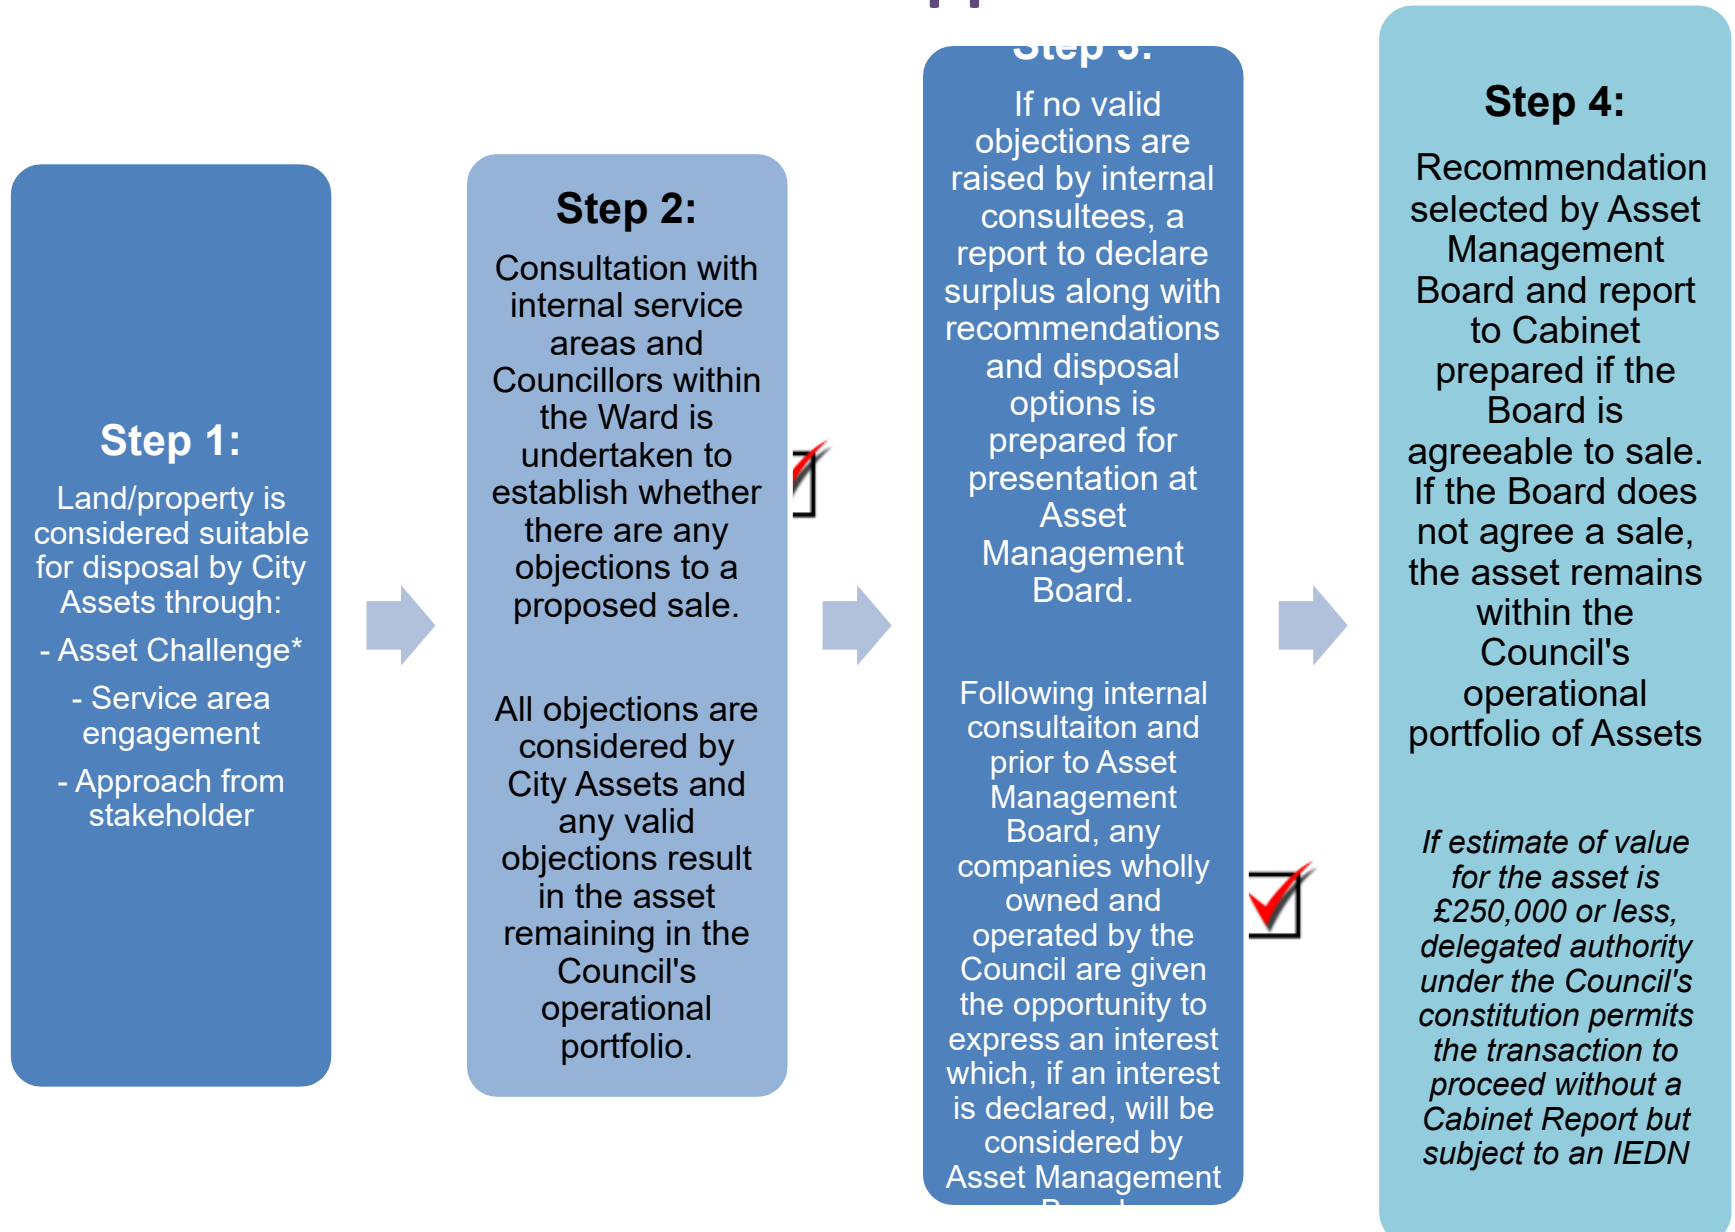 Step 1:
Land/property is
considered suitable
for disposal by City
Assets through:
- Asset Challenge*
- Service area
engagement
- Approach from
stakeholder
Step 2:
Consultation with
internal service
areas and
Councillors within
the Ward is
undertaken to
establish whether
there are any
objections to a
proposed sale.
All objections are
considered by
City Assets and
any valid
objections result
in the asset
remaining in the
Council's
operational
portfolio.
Step 3:
If no valid
objections are
raised by internal
consultees, a
report to declare
surplus along with
recommendations
and disposal
options is
prepared for
presentation at
Asset
Management
Board.
Following internal
consultaiton and
prior to Asset
Management
Board, any
companies wholly
owned and
operated by the
Council are given
the opportunity to
express an interest
which, if an interest
is declared, will be
considered by
Asset Management
Step 4:
Recommendation
selected by Asset
Management
Board and report
to Cabinet
prepared if the
Board is
agreeable to sale.
If the Board does
not agree a sale,
the asset remains
within the
Council's
operational
portfolio of Assets
If estimate of value
for the asset is
£250,000 or less,
delegated authority
under the Council's
constitution permits
the transaction to
proceed without a
Cabinet Report but
subject to an IEDN